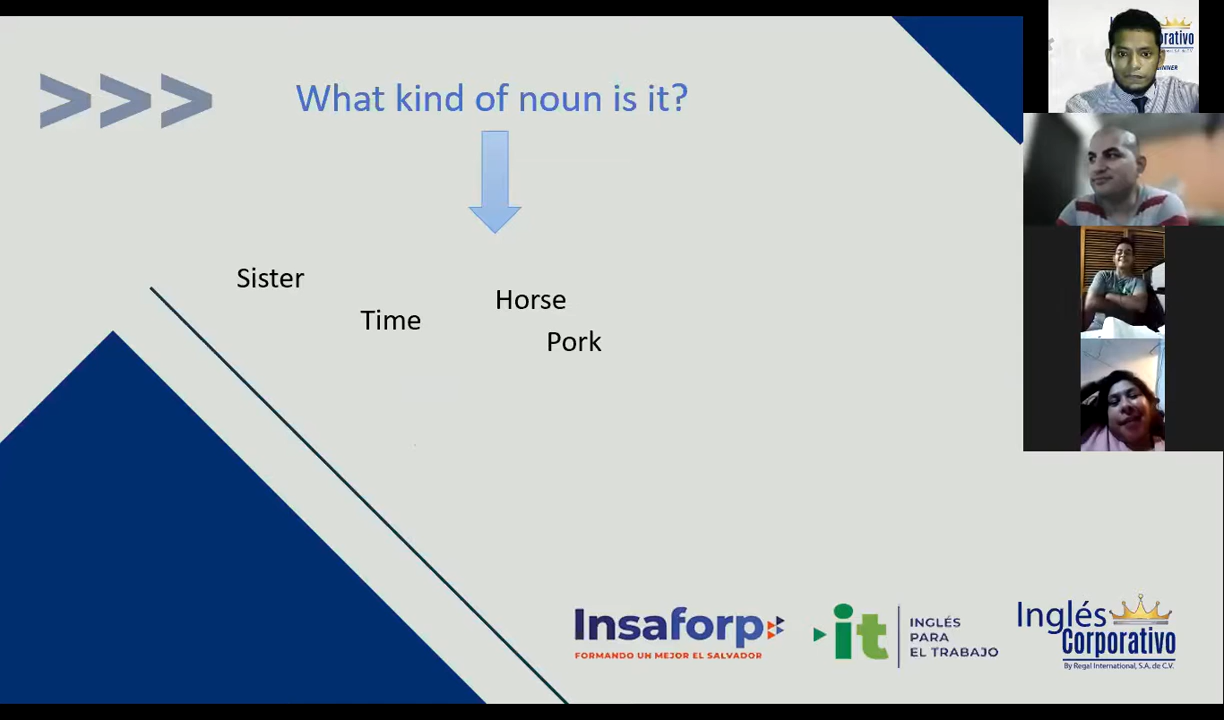 >>> What kind of noun is it?
Sister
Horse
Time
Pork
Insaforp
FORMANDO UN MEJOR EL SALVADOR
it
INGLÉS
PARA
EL TRABAJO
Inglés
Corporativo
By Regal International, S.A. de C.V.